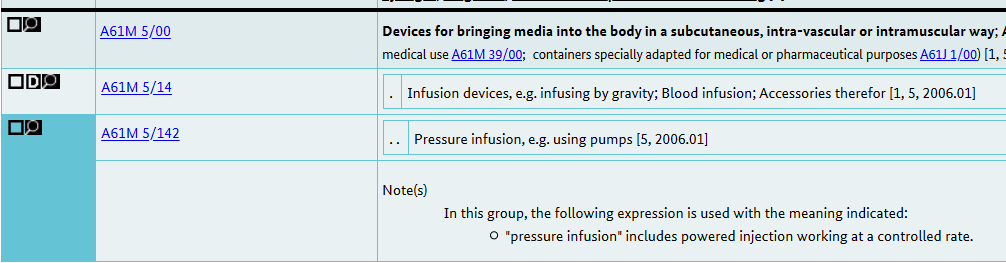 A61M 5/00
Devices for bringing media into the body in a subcutaneous, intra-vascular or intramuscular way;
medical use A61M 39/00; containers specially adapted for medical or pharmaceutical purposes A61J 1/00) [1,
D
A61M 5/14
. Infusion devices, e.g. infusing by gravity; Blood infusion; Accessories therefor [1, 5, 2006.01]
A61M 5/142
. . Pressure infusion, e.g. using pumps [5, 2006.01]
Note(s)
In this group, the following expression is used with the meaning indicated:
"pressure infusion" includes powered injection working at a controlled rate.